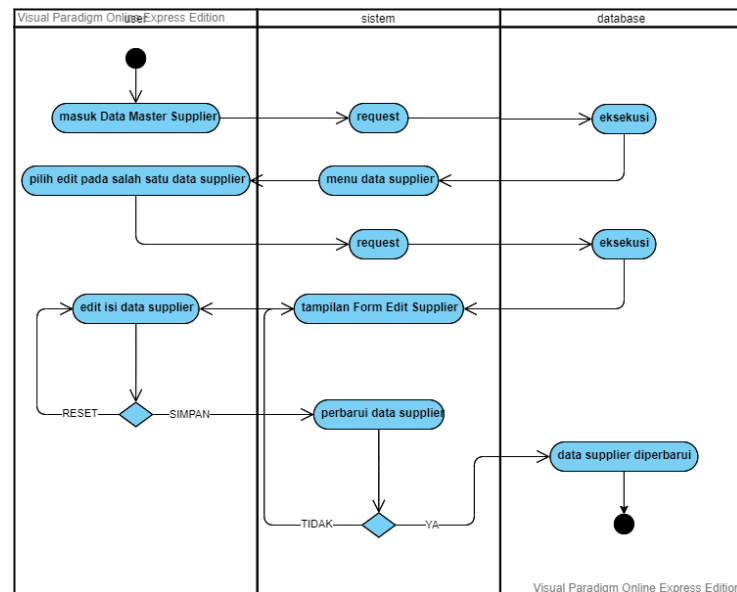 Visual Paradigm Online Express Edition
user
sistem
database
masuk Data Master Supplier
request
eksekusi
pilih edit pada salah satu data supplier
menu data supplier
request
eksekusi
edit isi data supplier
tampilan Form Edit Supplier
RESET
SIMPAN
perbarui data supplier
data supplier diperbarui
TIDAK
YA
Visual Paradigm Online Express Edition